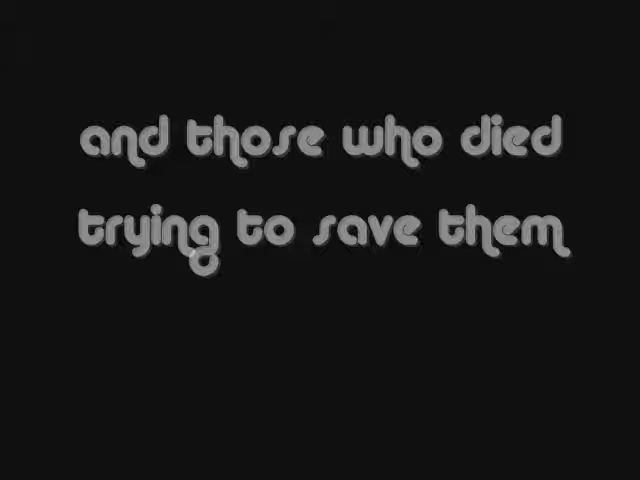 and those who died
trying to save them